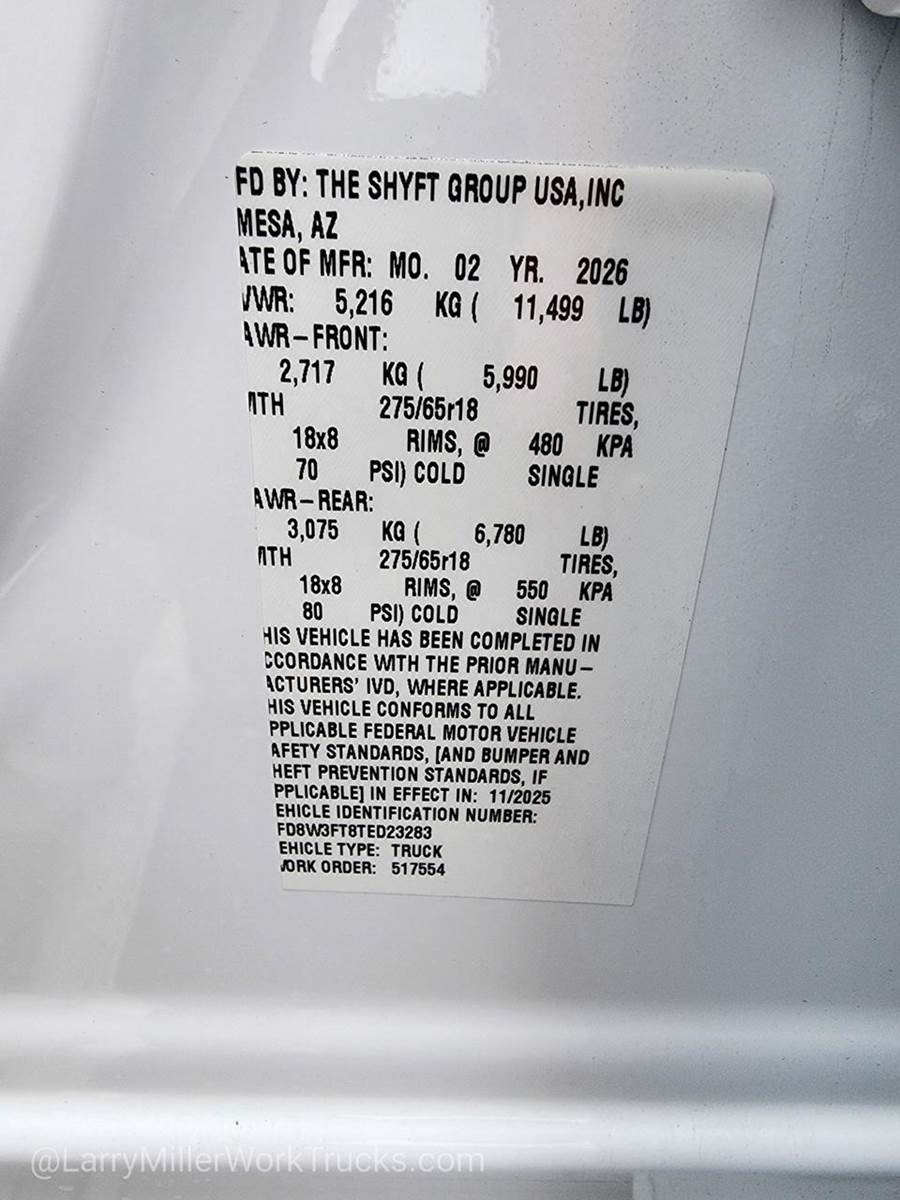 FD BY: THE SHYFT GROUP USA,INC
MESA, AZ
ATE OF MFR: MO. 02 YR. 2026
VWR: 5,216 KG ( 11,499 LB)
AWR-FRONT:
2,717 KG ( 5,990 LB)
ITH 275/65r18 TIRES,
18x8 RIMS, @ 480 KPA
70 PSI) COLD SINGLE
AWR-REAR:
3,075 KG ( 6,780 LB)
ITH 275/65r18 TIRES,
18x8 RIMS, @ 550 KPA
80 PSI) COLD SINGLE
HIS VEHICLE HAS BEEN COMPLETED IN
CCORDANCE WITH THE PRIOR MANU-
ACTURERS' IVD, WHERE APPLICABLE.
HIS VEHICLE CONFORMS TO ALL
PPLICABLE FEDERAL MOTOR VEHICLE
AFETY STANDARDS, [AND BUMPER AND
HEFT PREVENTION STANDARDS, IF
PPLICABLE] IN EFFECT IN: 11/2025
EHICLE IDENTIFICATION NUMBER:
FD8W3FT8TED23283
EHICLE TYPE: TRUCK
ORK ORDER: 517554
@LarryMillerWorkTrucks.com